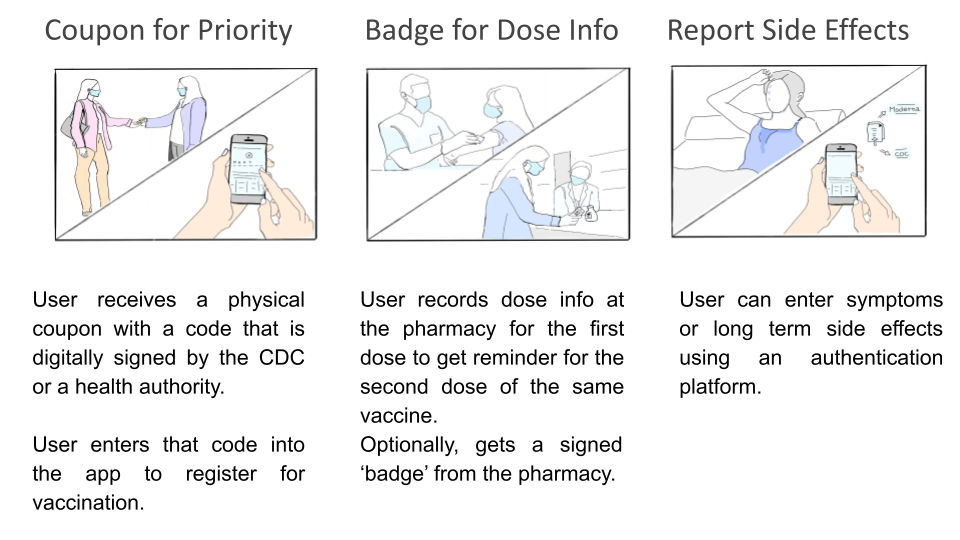 Coupon for Priority
Badge for Dose Info
Report Side Effects
Moderna
CDC
User receives a physical
coupon with a code that is
digitally signed by the CDC
or a health authority.
User enters that code into
the app to register for
vaccination.
User records dose info at
the pharmacy for the first
dose to get reminder for the
second dose of the same
vaccine.
Optionally, gets a signed
‘badge’ from the pharmacy.
User can enter symptoms
or long term side effects
using an authentication
platform.